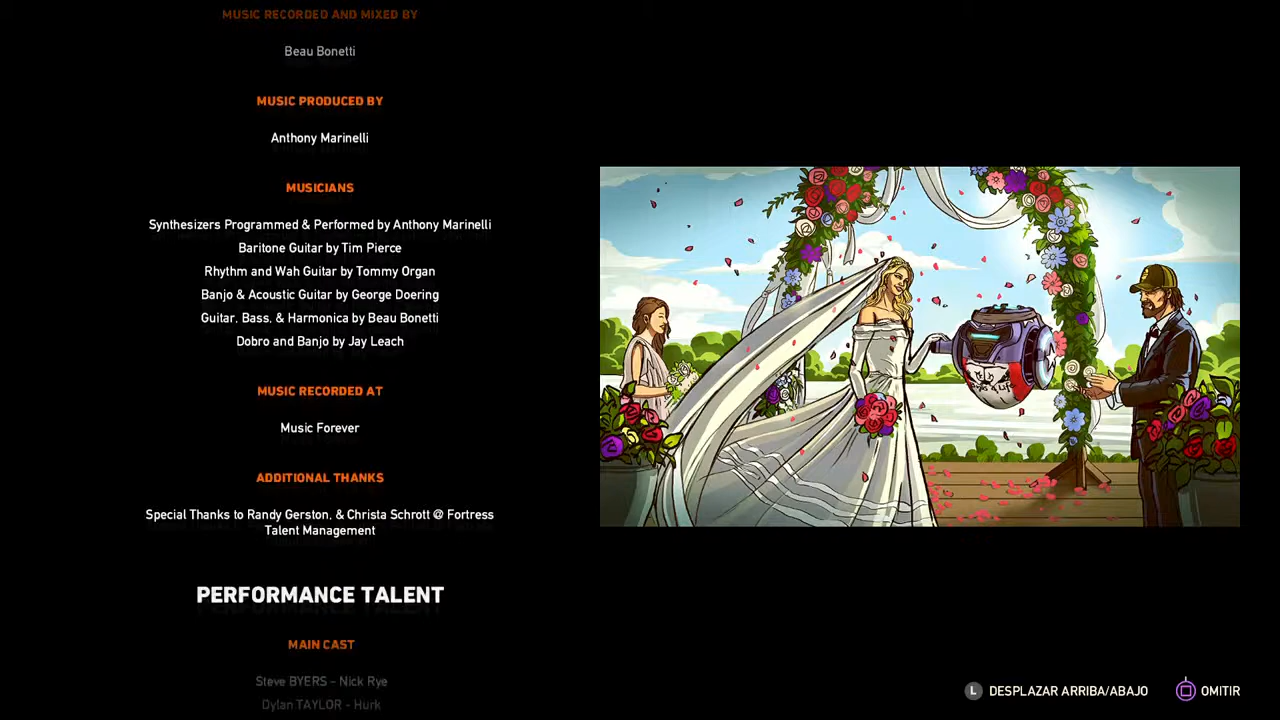 MUSIC RECORDED AND MIXED BY
Beau Bonetti
MUSIC PRODUCED BY
Anthony Marinelli
MUSICIANS
Synthesizers Programmed & Performed by Anthony Marinelli
Baritone Guitar by Tim Pierce
Rhythm and Wah Guitar by Tommy Organ
Banjo & Acoustic Guitar by George Doering
Guitar, Bass, & Harmonica by Beau Bonetti
Dobro and Banjo by Jay Leach
MUSIC RECORDED AT
Music Forever
ADDITIONAL THANKS
Special Thanks to Randy Gerston, & Christa Schrott @ Fortress
Talent Management
PERFORMANCE TALENT
MAIN CAST
Steve BYERS - Nick Rye
Dylan TAYLOR - Hurk
L DESPLAZAR ARRIBA/ABAJO
OMITIR